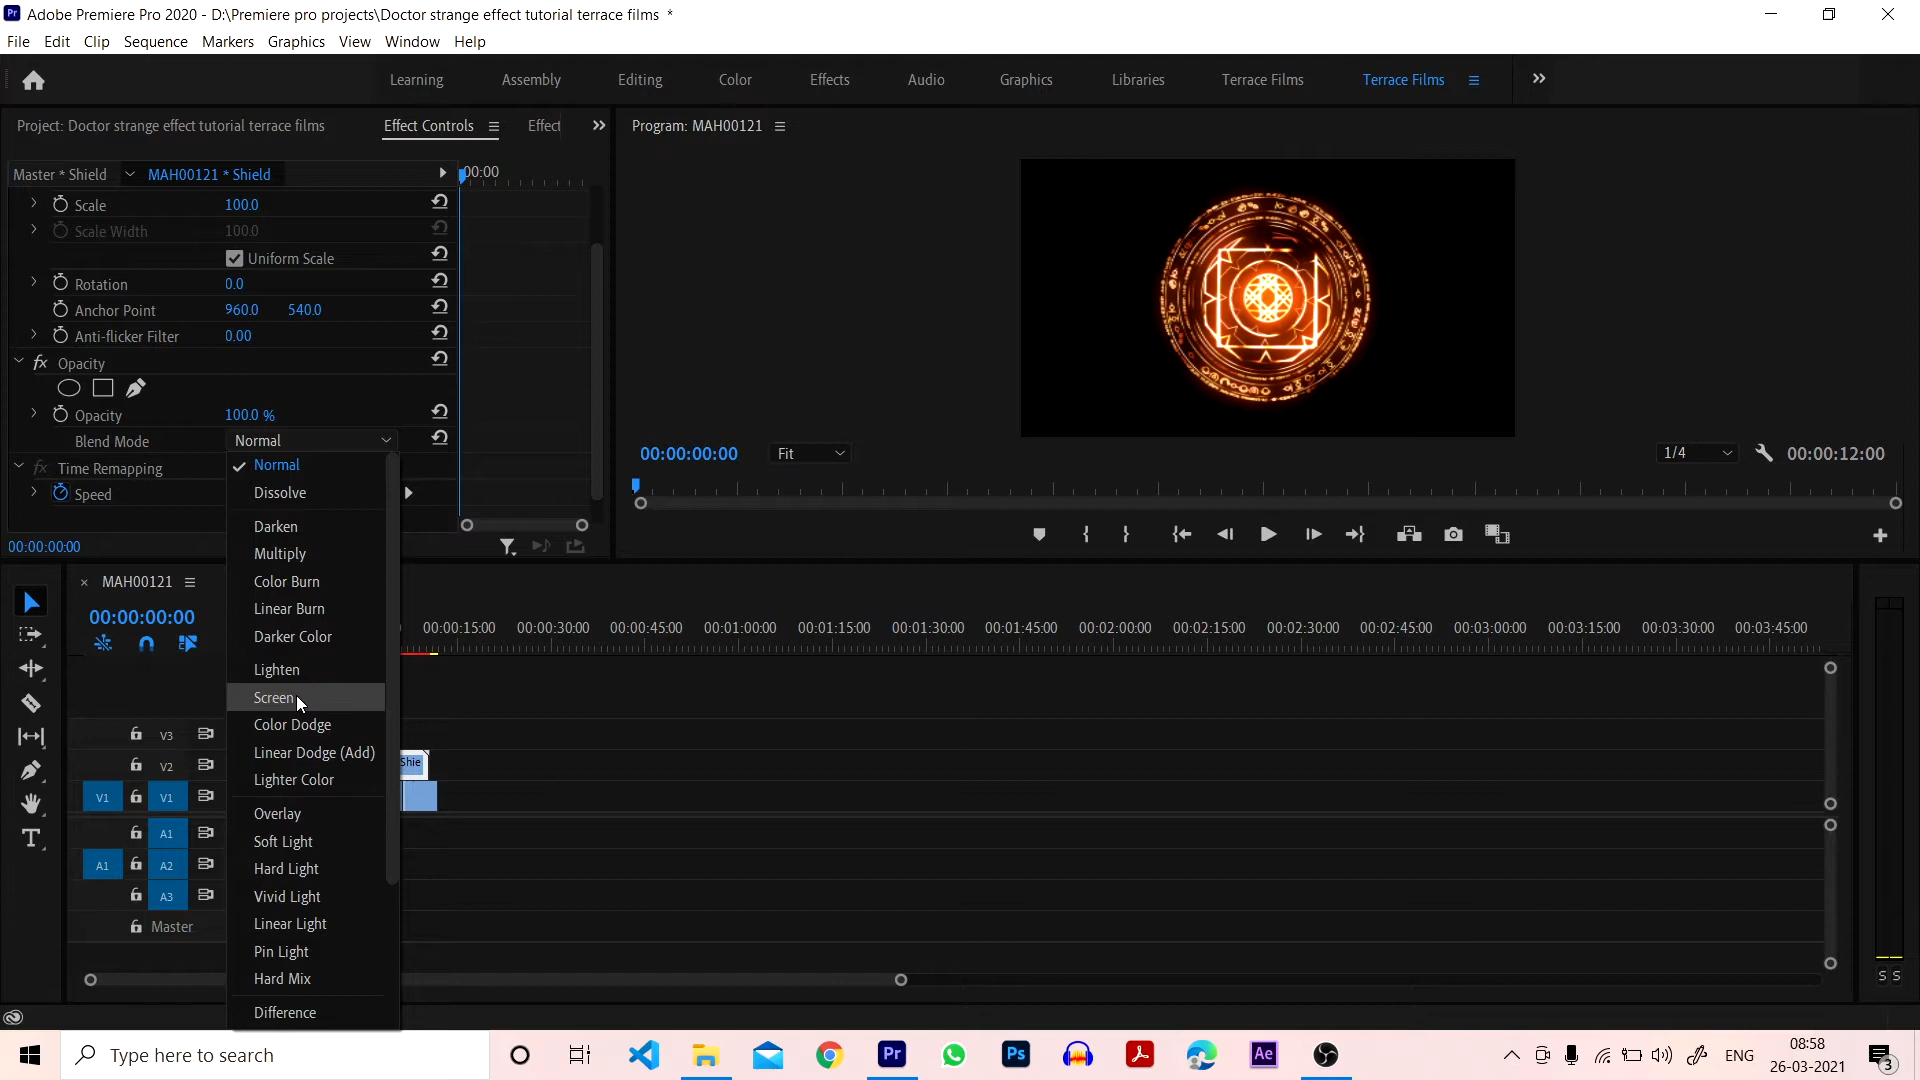 Adobe Premiere Pro 2020 - D:\Premiere pro projects\Doctor strange effect tutorial terrace films *
File Edit Clip Sequence Markers Graphics View Window Help
Learning Assembly Editing Color Effects Audio Graphics Libraries Terrace Films Terrace Films
Project: Doctor strange effect tutorial terrace films Effect Controls Effect
Program: MAH00121
Master * Shield MAH00121 * Shield
00:00
Scale 100.0
Scale Width 100.0
Uniform Scale
Rotation 0.0
Anchor Point 960.0 540.0
Anti-flicker Filter 0.00
fx Opacity
Opacity 100.0 %
Blend Mode Normal
fx Time Remapping
Speed
00:00:00:00
Normal
Dissolve
Darken
Multiply
Color Burn
Linear Burn
Darker Color
Lighten
Screen
Color Dodge
Linear Dodge (Add)
Lighter Color
Overlay
Soft Light
Hard Light
Vivid Light
Linear Light
Pin Light
Hard Mix
Difference
00:00:00:00 Fit 1/4 00:00:12:00
MAH00121
00:00:00:00
00:00:15:00 00:00:30:00 00:00:45:00 00:01:00:00 00:01:15:00 00:01:30:00 00:01:45:00 00:02:00:00 00:02:15:00 00:02:30:00 00:02:45:00 00:03:00:00 00:03:15:00 00:03:30:00 00:03:45:00
V3
V2 Shie
V1 V1
A1
A1 A2
A3
Master
S S
Type here to search
Pr Ps Ae
ENG
08:58
26-03-2021
3